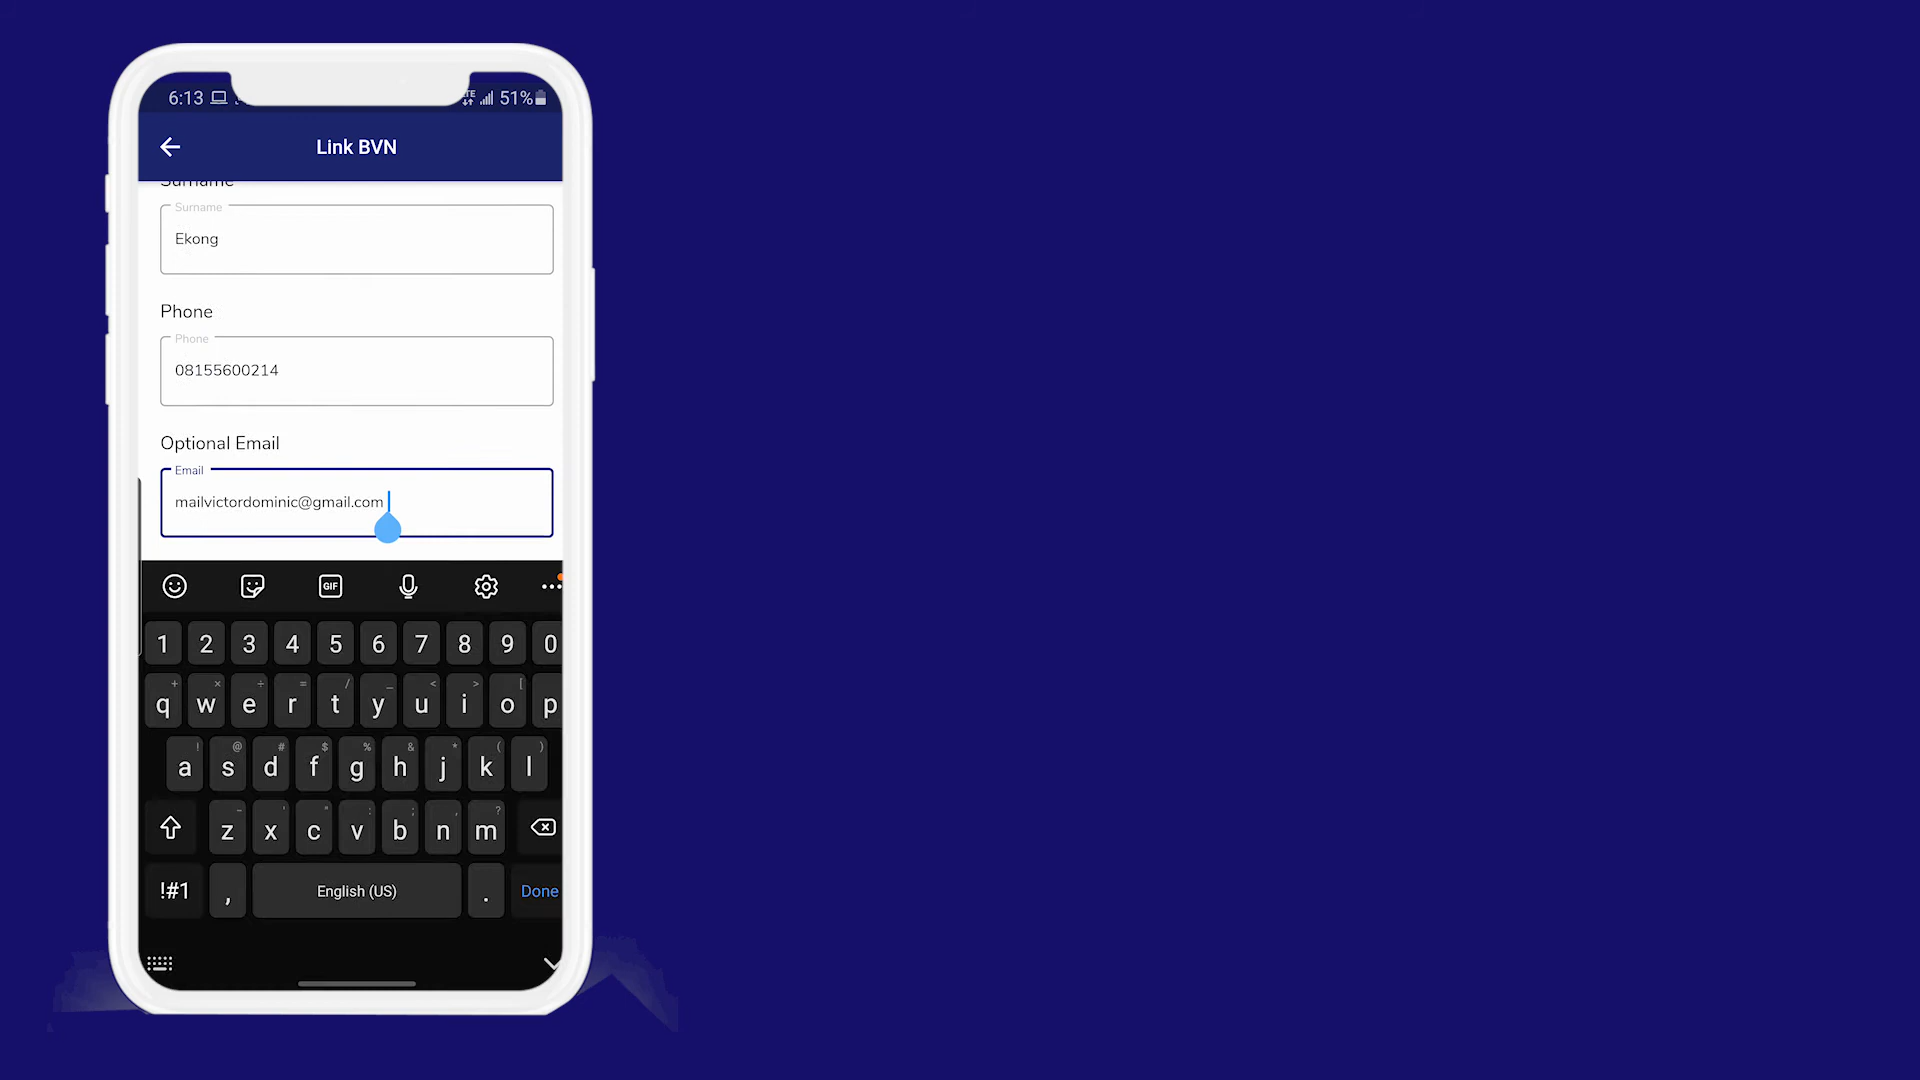 6:13 51%
Link BVN
Surname
Surname
Ekong
Phone
Phone
08155600214
Optional Email
Email
mailvictordominic@gmail.com
GIF
1 2 3 4 5 6 7 8 9 0
q w e r t y u i o p
a s d f g h j k l
z x c v b n m
!#1 , English (US) . Done